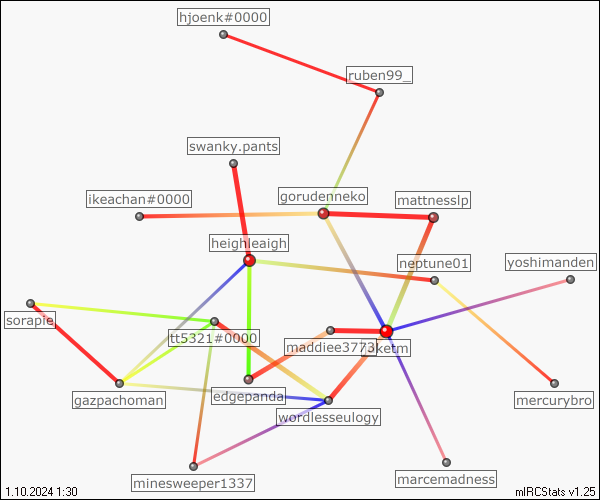 hjoenk#0000
ruben99_
swanky.pants
ikeachan#0000
gorudenneko
mattnesslp
heighleaigh
neptune01
yoshimanden
sorapie
tt5321#0000
maddiee3773
ketm
gazpachoman
edgepanda
mercurybro
wordlesseulogy
minesweeper1337
marcemadness
1.10.2024 1:30
mIRCStats v1.25